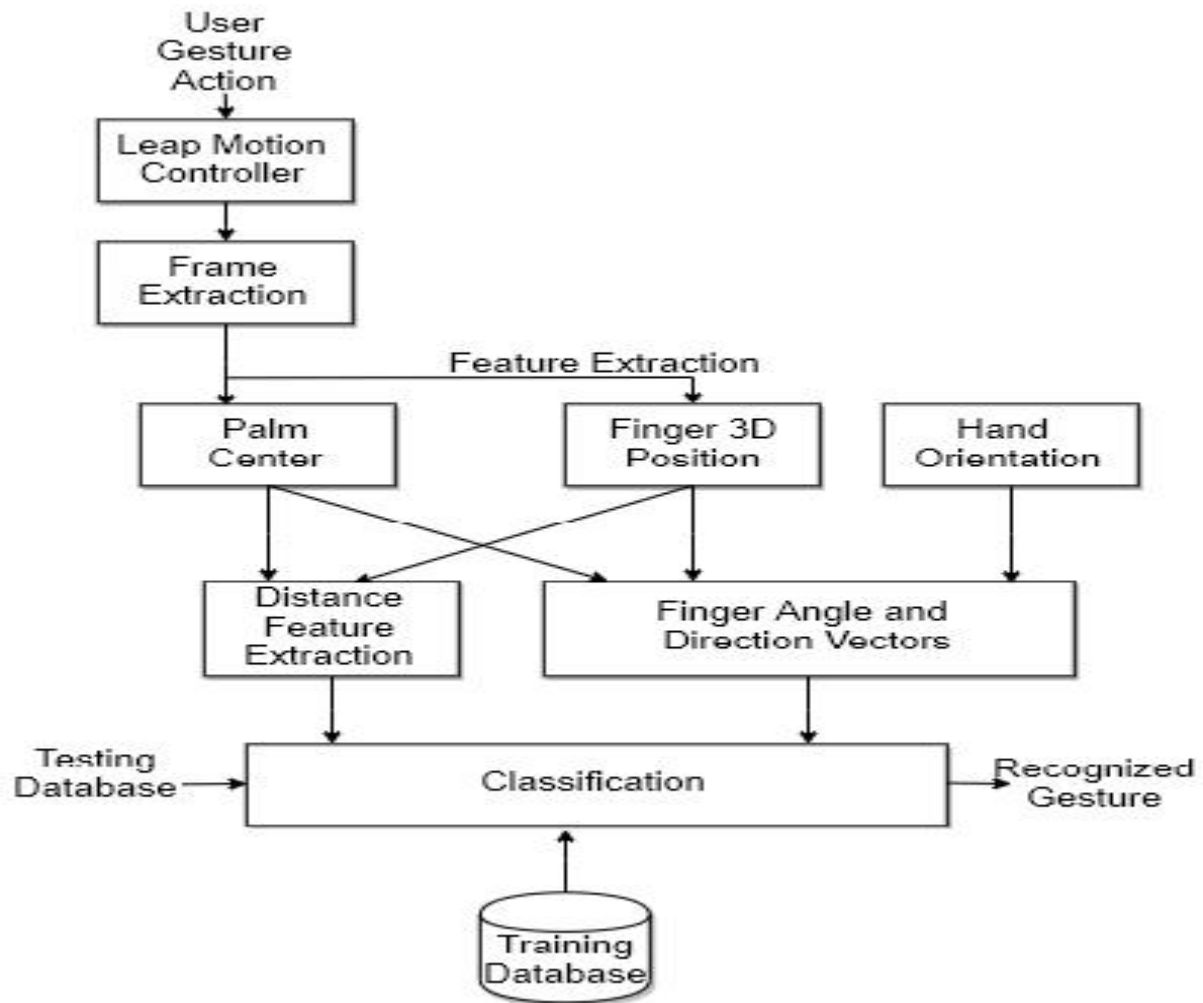 User
Gesture
Action
Leap Motion
Controller
Frame
Extraction
Feature Extraction
Palm
Center
Finger 3D
Position
Hand
Orientation
Distance
Feature
Extraction
Finger Angle and
Direction Vectors
Testing
Database
Classification
Recognized
Gesture
Training
Database